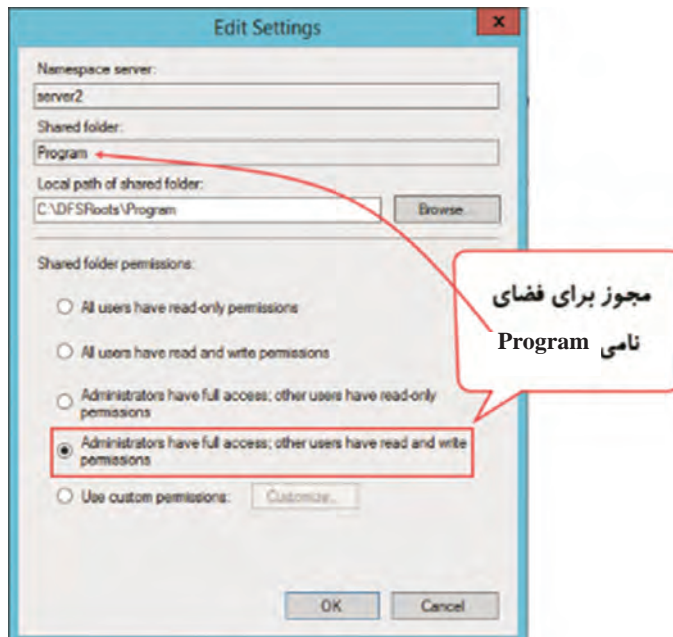 Edit Settings
x
Namespace server:
server2
Shared folder:
Program
Local path of shared folder:
C:\DFSRoots\Program
Browse...
Shared folder permissions:
All users have read-only permissions
All users have read and write permissions
Administrators have full access; other users have read-only
permissions
Administrators have full access; other users have read and write
permissions
Use custom permissions:
Customize...
OK
Cancel
مجوز برای فضای
نامی Program